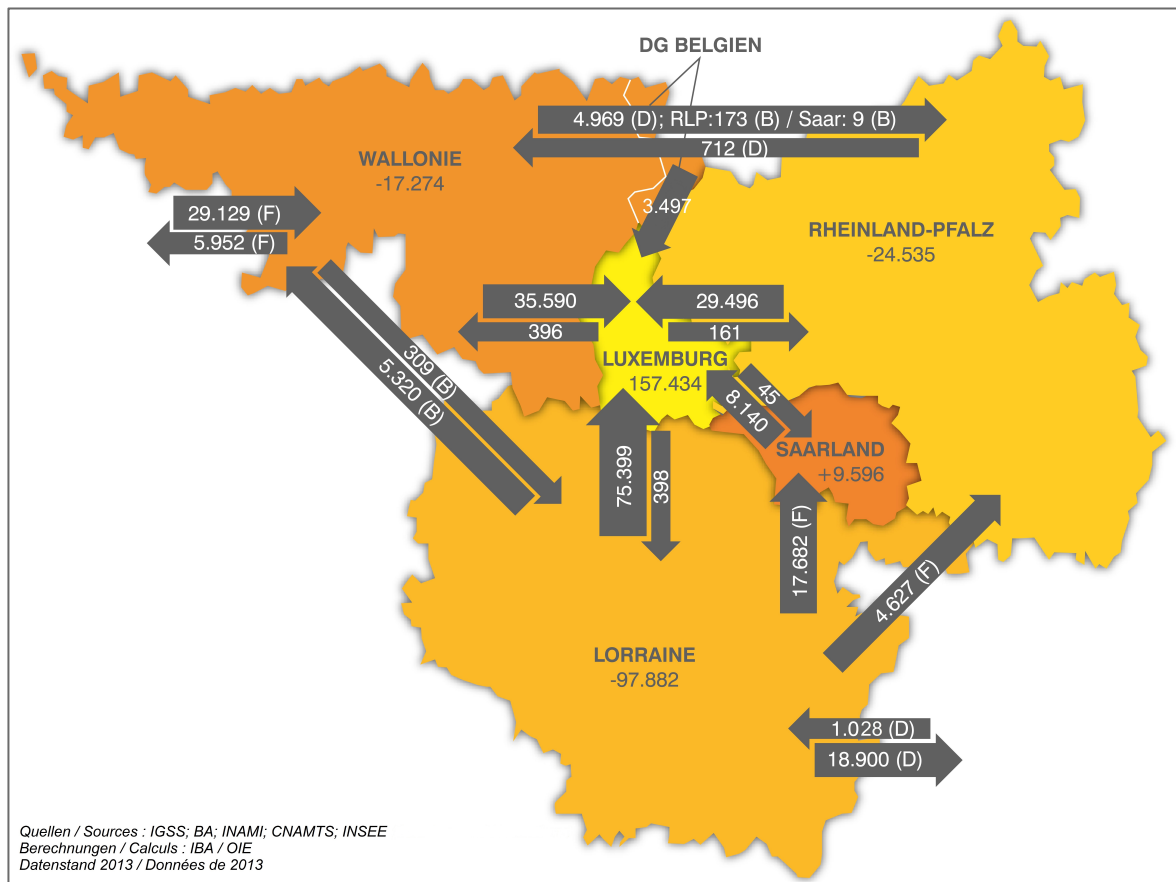 DG BELGIEN
4.969 (D); RLP:173 (B) / Saar: 9 (B)
712 (D)
WALLONIE
-17.274
29.129 (F)
5.952 (F)
3.497
RHEINLAND-PFALZ
-24.535
35.590
396
29.496
161
LUXEMBURG
157.434
309 (B)
5.320 (B)
45
8.140
SAARLAND
+9.596
75.399
398
17.682 (F)
4.627 (F)
LORRAINE
-97.882
1.028 (D)
18.900 (D)
Quellen / Sources : IGSS; BA; INAMI; CNAMTS; INSEE
Berechnungen / Calculs : IBA / OIE
Datenstand 2013 / Données de 2013